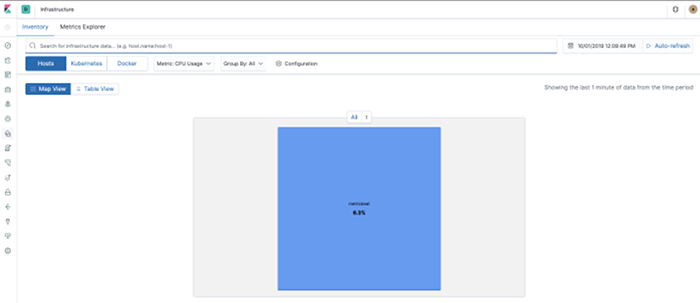 D Infrastructure
Inventory Metrics Explorer
Search for infrastructure data... (e.g. host.name:host-1) 10/01/2019 12:09:49 PM Auto-refresh
Hosts Kubernetes Docker Metric: CPU Usage Group By: All Configuration
Map View Table View Showing the last 1 minute of data from the time period
All 1
6.3%